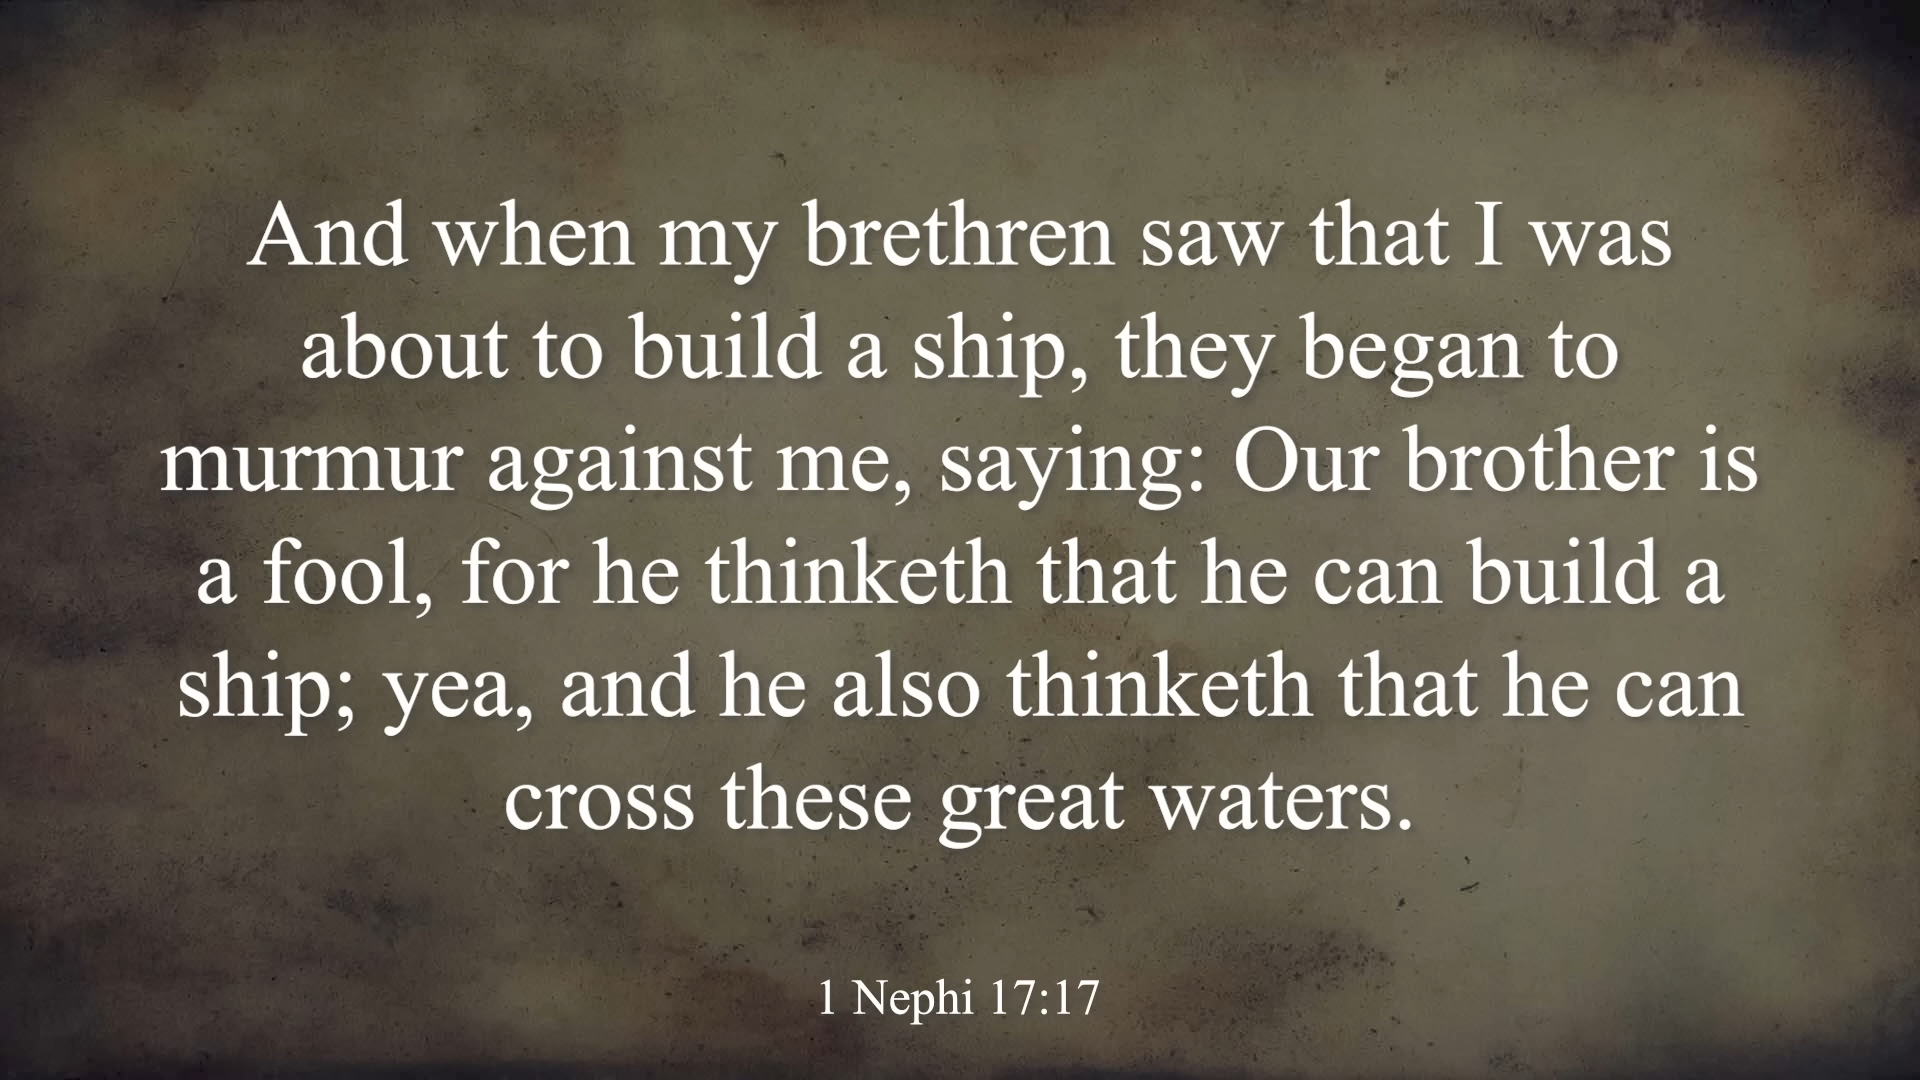 And when my brethren saw that I was
about to build a ship, they began to
murmur against me, saying: Our brother is
a fool, for he thinketh that he can build a
ship; yea, and he also thinketh that he can
cross these great waters.
1 Nephi 17:17